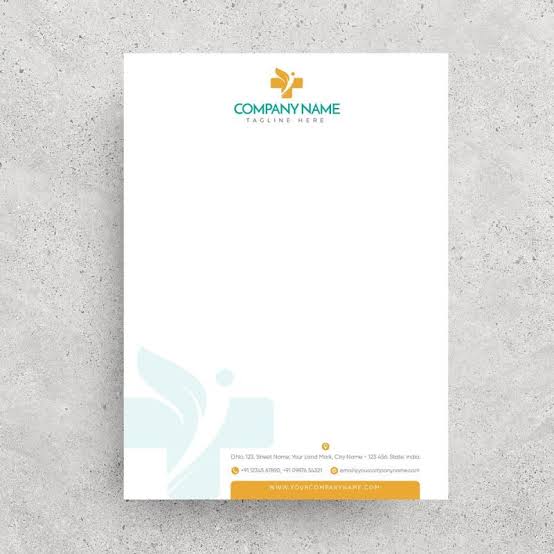 COMPANY NAME
TAGLINE HERE
D.No. 123, Street Name, Your Land Mark, City Name - 123 456. State. India.
+91 12345 67890, +91 09876 54321
email@yourcompanyname.com
WWW.YOURCOMPANYNAME.COM